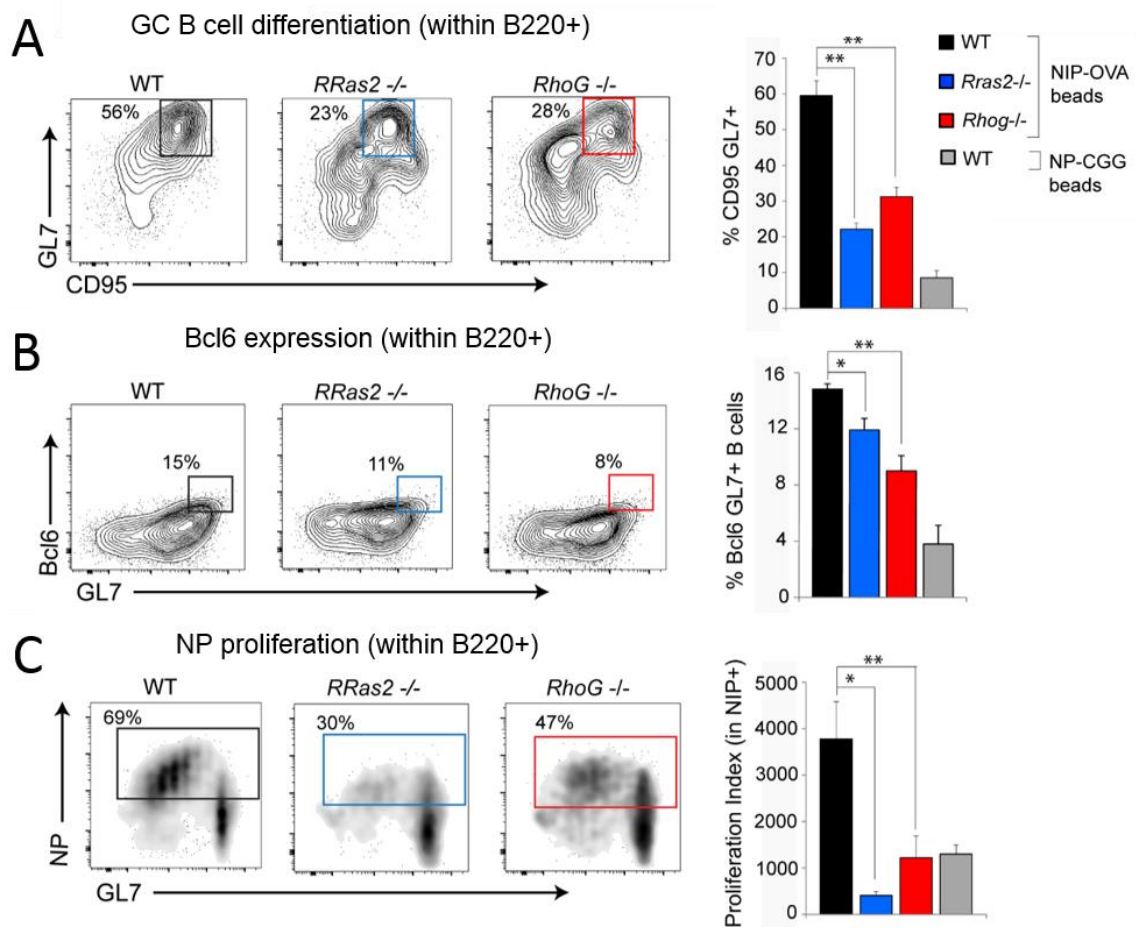 A
GC B cell differentiation (within B220+)
WT
RRas2 -/-
RhoG -/-
56%
23%
28%
GL7
CD95
% CD95 GL7+
70
60
50
40
30
20
10
0
**
**
WT
Rras2-/-
Rhog-/-
NIP-OVA
beads
WT
NP-CGG
beads
B
Bcl6 expression (within B220+)
WT
RRas2 -/-
RhoG -/-
15%
11%
8%
Bcl6
GL7
% Bcl6 GL7+ B cells
16
12
8
4
0
**
*
C
NP proliferation (within B220+)
WT
RRas2 -/-
RhoG -/-
69%
30%
47%
NP
GL7
Proliferation Index (in NIP+)
5000
4000
3000
2000
1000
0
**
*